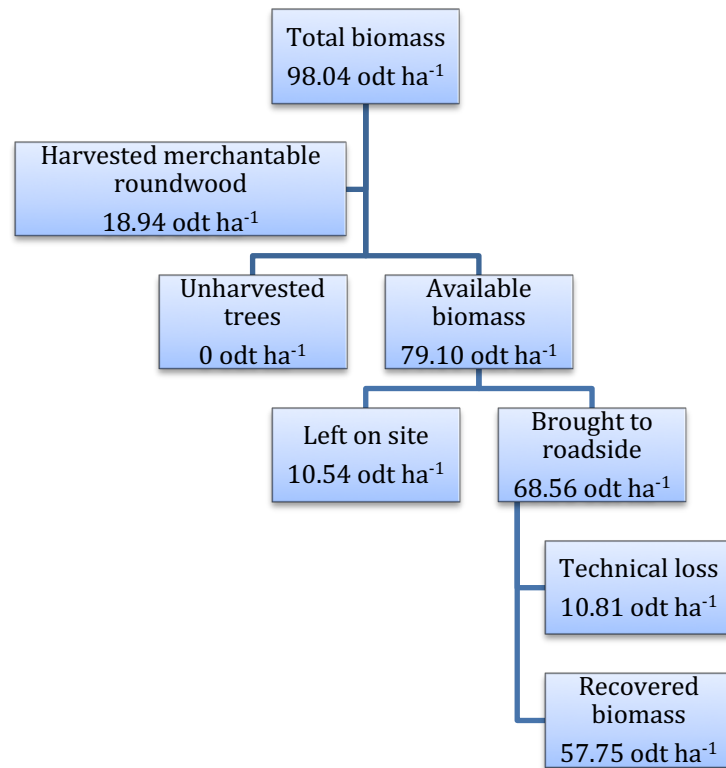 Total biomass
98.04 odt ha⁻¹
Harvested merchantable
roundwood
18.94 odt ha⁻¹
Unharvested
trees
0 odt ha⁻¹
Available
biomass
79.10 odt ha⁻¹
Left on site
10.54 odt ha⁻¹
Brought to
roadside
68.56 odt ha⁻¹
Technical loss
10.81 odt ha⁻¹
Recovered
biomass
57.75 odt ha⁻¹